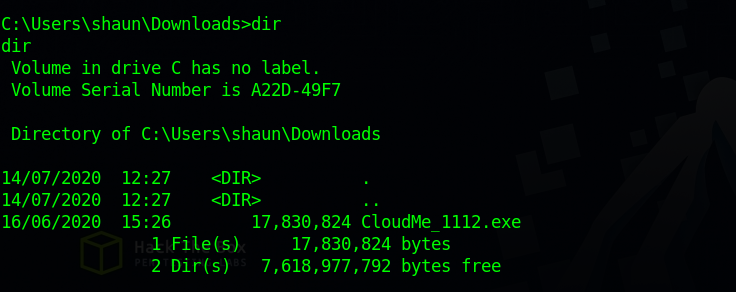 C:\Users\shaun\Downloads>dir
dir
 Volume in drive C has no label.
 Volume Serial Number is A22D-49F7

 Directory of C:\Users\shaun\Downloads

14/07/2020  12:27    <DIR>          .
14/07/2020  12:27    <DIR>          ..
16/06/2020  15:26        17,830,824 CloudMe_1112.exe
               1 File(s)     17,830,824 bytes
               2 Dir(s)   7,618,977,792 bytes free